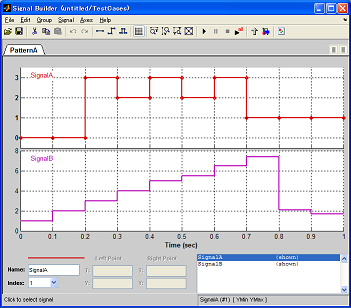 Signal Builder (untitled/TestCases)
File Edit Group Signal Axes Help
PatternA
SignalA
3
2
1
0
SignalB
8
6
4
2
0
0 0.1 0.2 0.3 0.4 0.5 0.6 0.7 0.8 0.9 1
Time (sec)
Left Point Right Point
Name: SignalA T: T:
Index: 1 Y: Y:
SignalA (shown)
SignalB (shown)
Click to select signal
SignalA (#1) [ YMin YMax ]